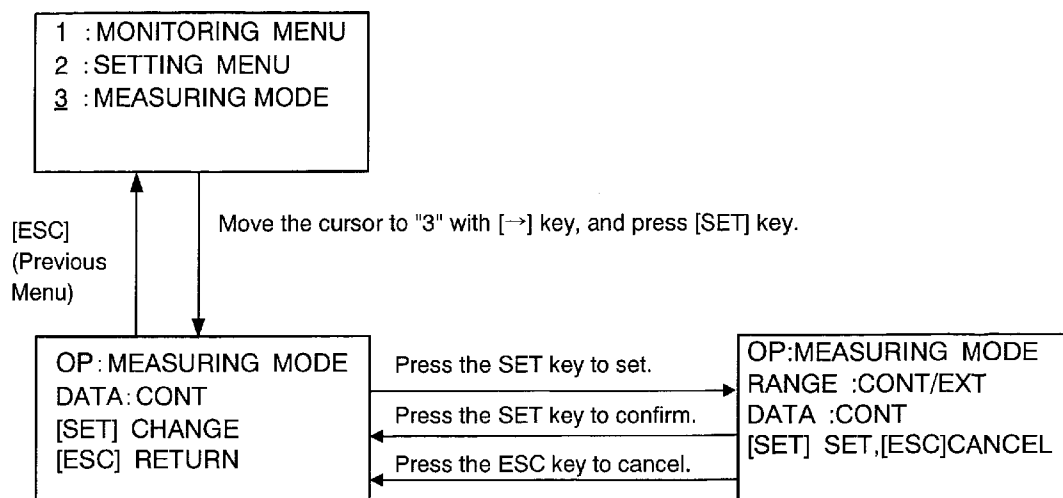 1 :MONITORING MENU
2 :SETTING MENU
3 :MEASURING MODE
[ESC]
(Previous
Menu)
Move the cursor to "3" with [→] key, and press [SET] key.
OP:MEASURING MODE
DATA:CONT
[SET] CHANGE
[ESC] RETURN
Press the SET key to set.
Press the SET key to confirm.
Press the ESC key to cancel.
OP:MEASURING MODE
RANGE :CONT/EXT
DATA :CONT
[SET] SET,[ESC]CANCEL